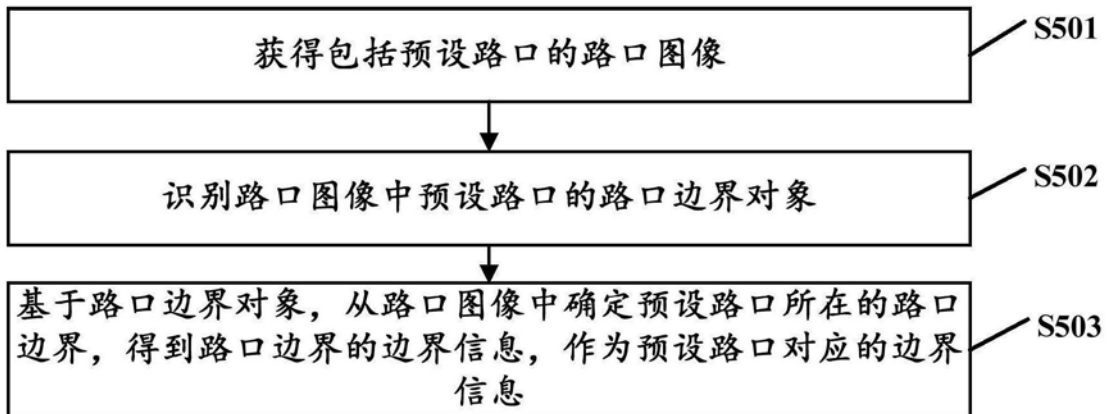 获得包括预设路口的路口图像
S501
识别路口图像中预设路口的路口边界对象
S502
基于路口边界对象，从路口图像中确定预设路口所在的路口
边界，得到路口边界的边界信息，作为预设路口对应的边界
信息
S503